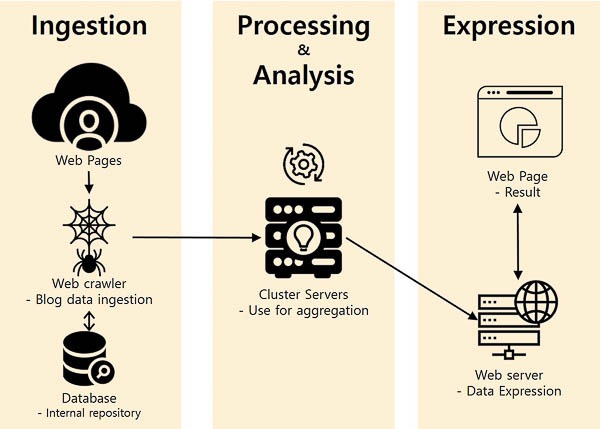 Ingestion
Web Pages
Web crawler
- Blog data ingestion
Database
- Internal repository
Processing
&
Analysis
Cluster Servers
- Use for aggregation
Expression
Web Page
- Result
Web server
- Data Expression